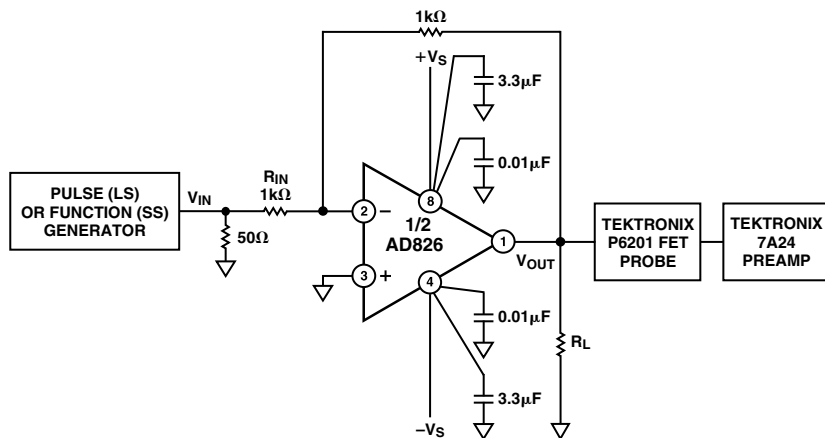 1kΩ
+VS
3.3μF
0.01μF
PULSE (LS)
OR FUNCTION (SS)
GENERATOR
VIN
RIN
1kΩ
50Ω
2
−
8
1/2
AD826
3
+
4
1
VOUT
TEKTRONIX
P6201 FET
PROBE
TEKTRONIX
7A24
PREAMP
0.01μF
RL
3.3μF
−VS